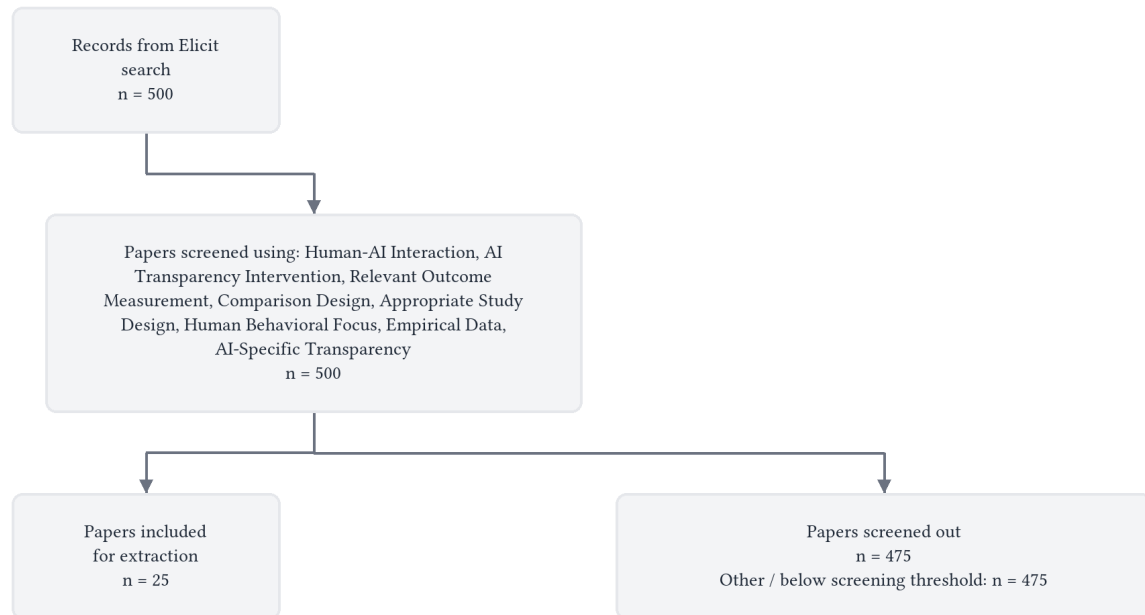 Records from Elicit
search
n = 500
Papers screened using: Human-AI Interaction, AI
Transparency Intervention, Relevant Outcome
Measurement, Comparison Design, Appropriate Study
Design, Human Behavioral Focus, Empirical Data,
AI-Specific Transparency
n = 500
Papers included
for extraction
n = 25
Papers screened out
n = 475
Other / below screening threshold: n = 475